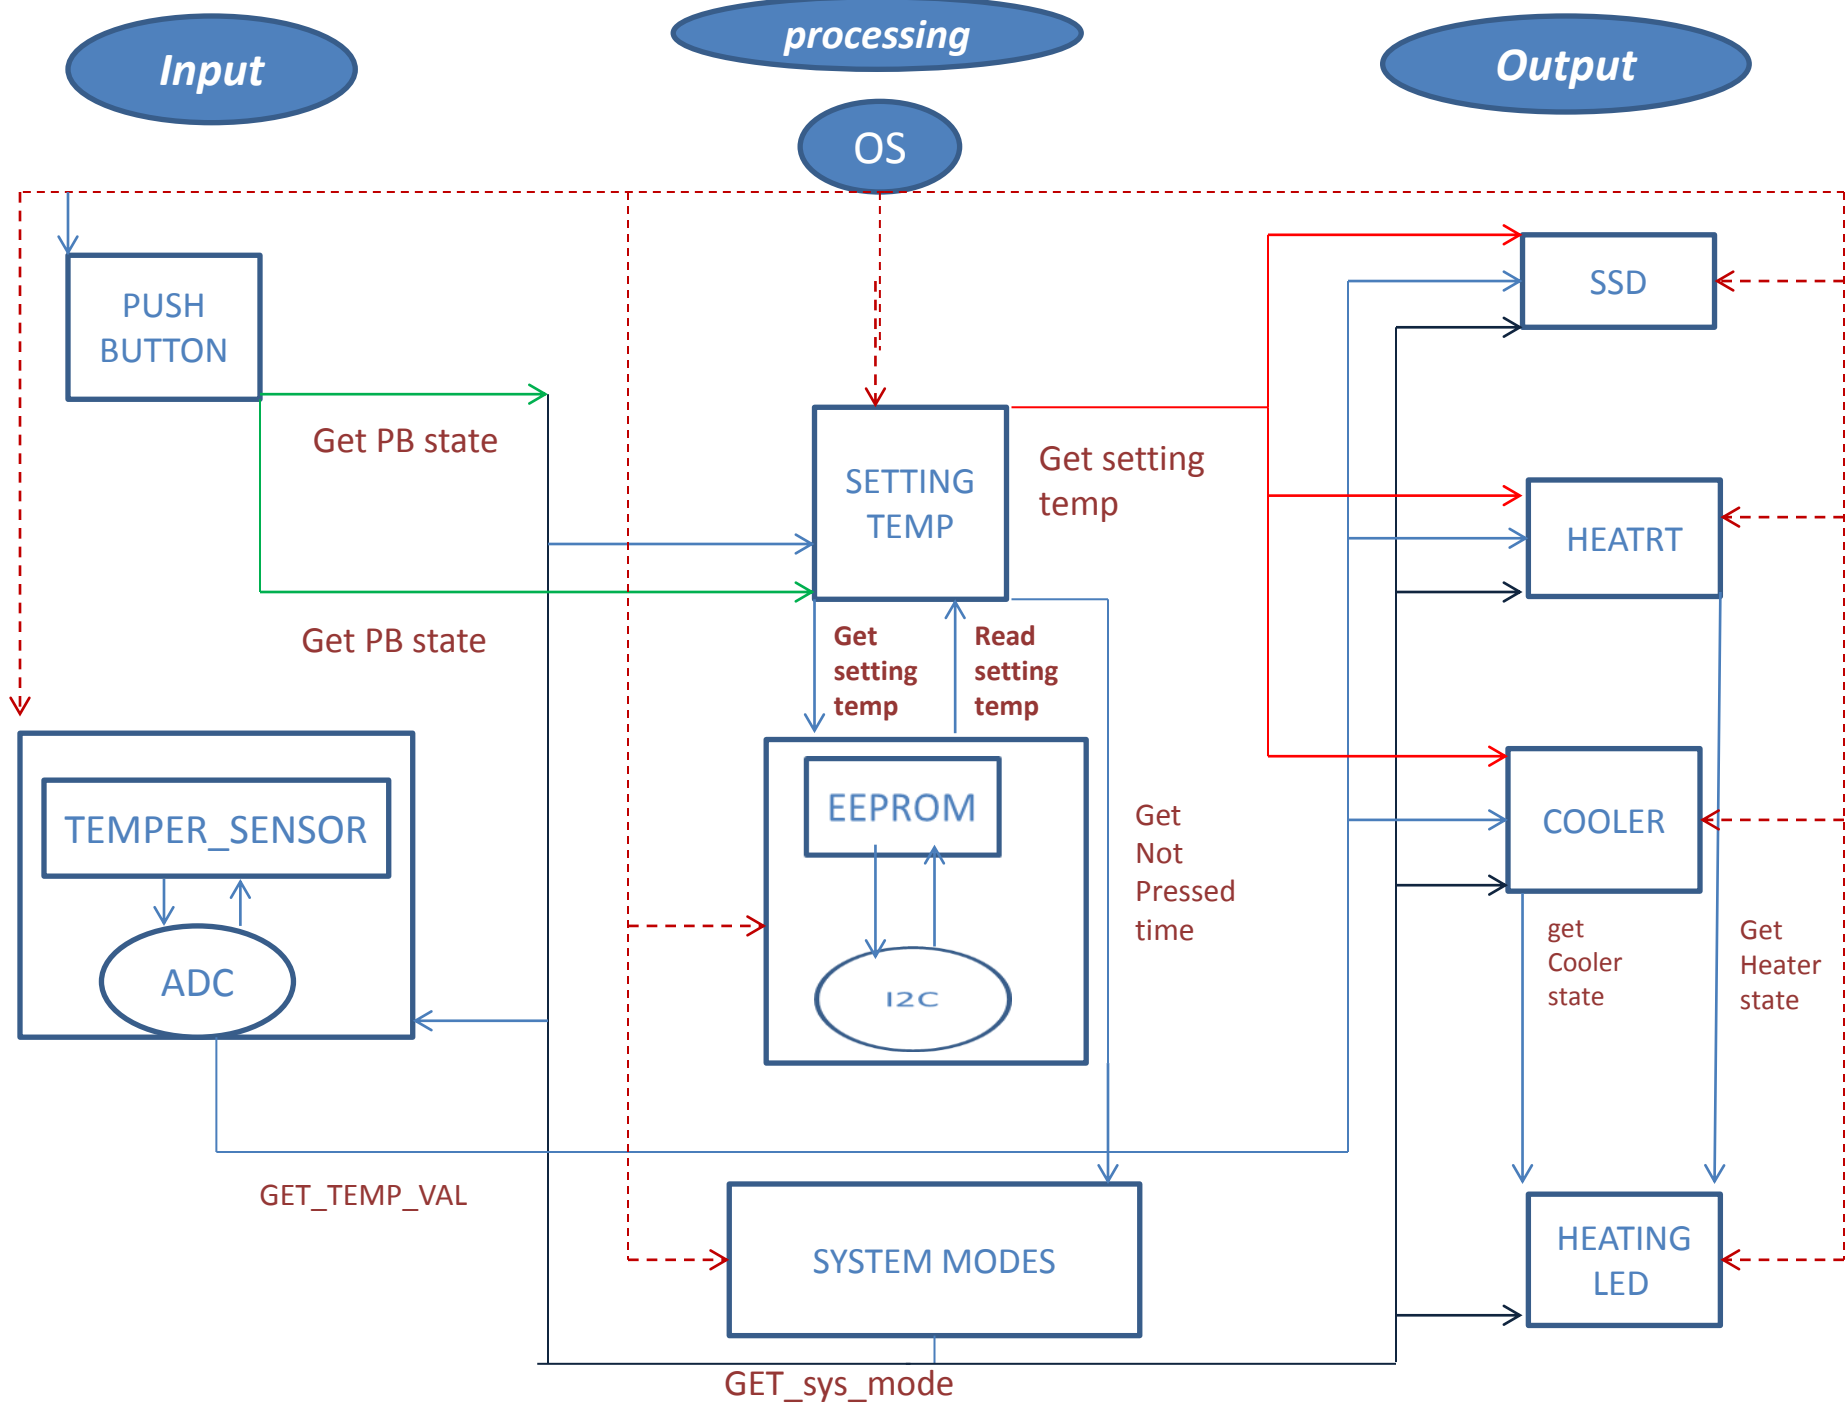 Input
processing
Output
OS
PUSH
BUTTON
SSD
Get PB state
SETTING
TEMP
Get setting
temp
HEATRT
Get PB state
Get
setting
temp
Read
setting
temp
TEMPER_SENSOR
ADC
EEPROM
I2C
Get
Not
Pressed
time
COOLER
get
Cooler
state
Get
Heater
state
GET_TEMP_VAL
SYSTEM MODES
HEATING
LED
GET_sys_mode